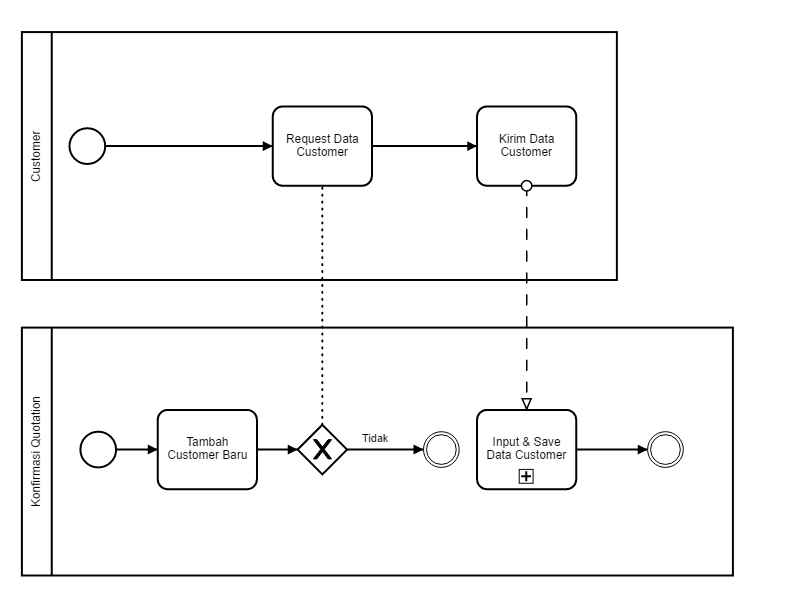 Customer
Request Data
Customer
Kirim Data
Customer
Konfirmasi Quotation
Tambah
Customer Baru
Tidak
Input & Save
Data Customer